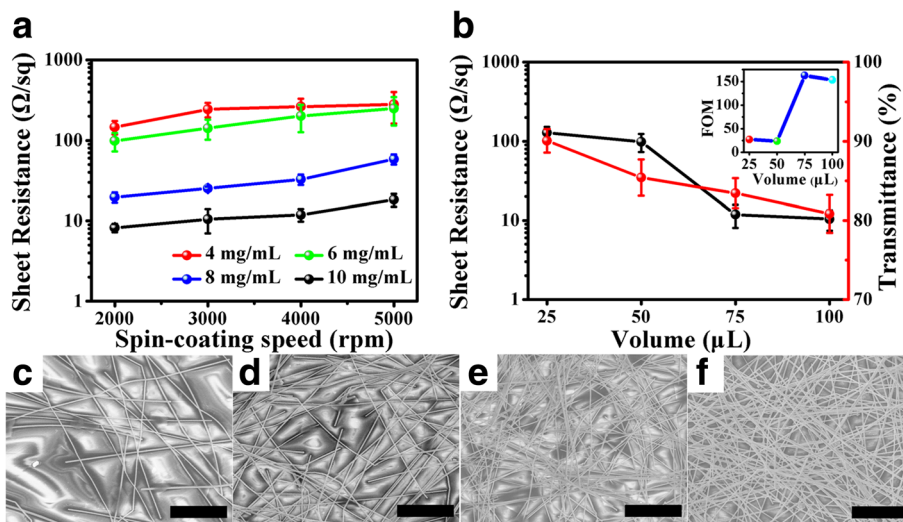 a
Sheet Resistance (Ω/sq)
1000
100
10
1
4 mg/mL
6 mg/mL
8 mg/mL
10 mg/mL
2000 3000 4000 5000
Spin-coating speed (rpm)
b
Sheet Resistance (Ω/sq)
1000
100
10
1
FOM
150
100
50
0
25 50 75 100
Volume (µL)
100
90
80
70
Transmittance (%)
25 50 75 100
Volume (µL)
c
d
e
f